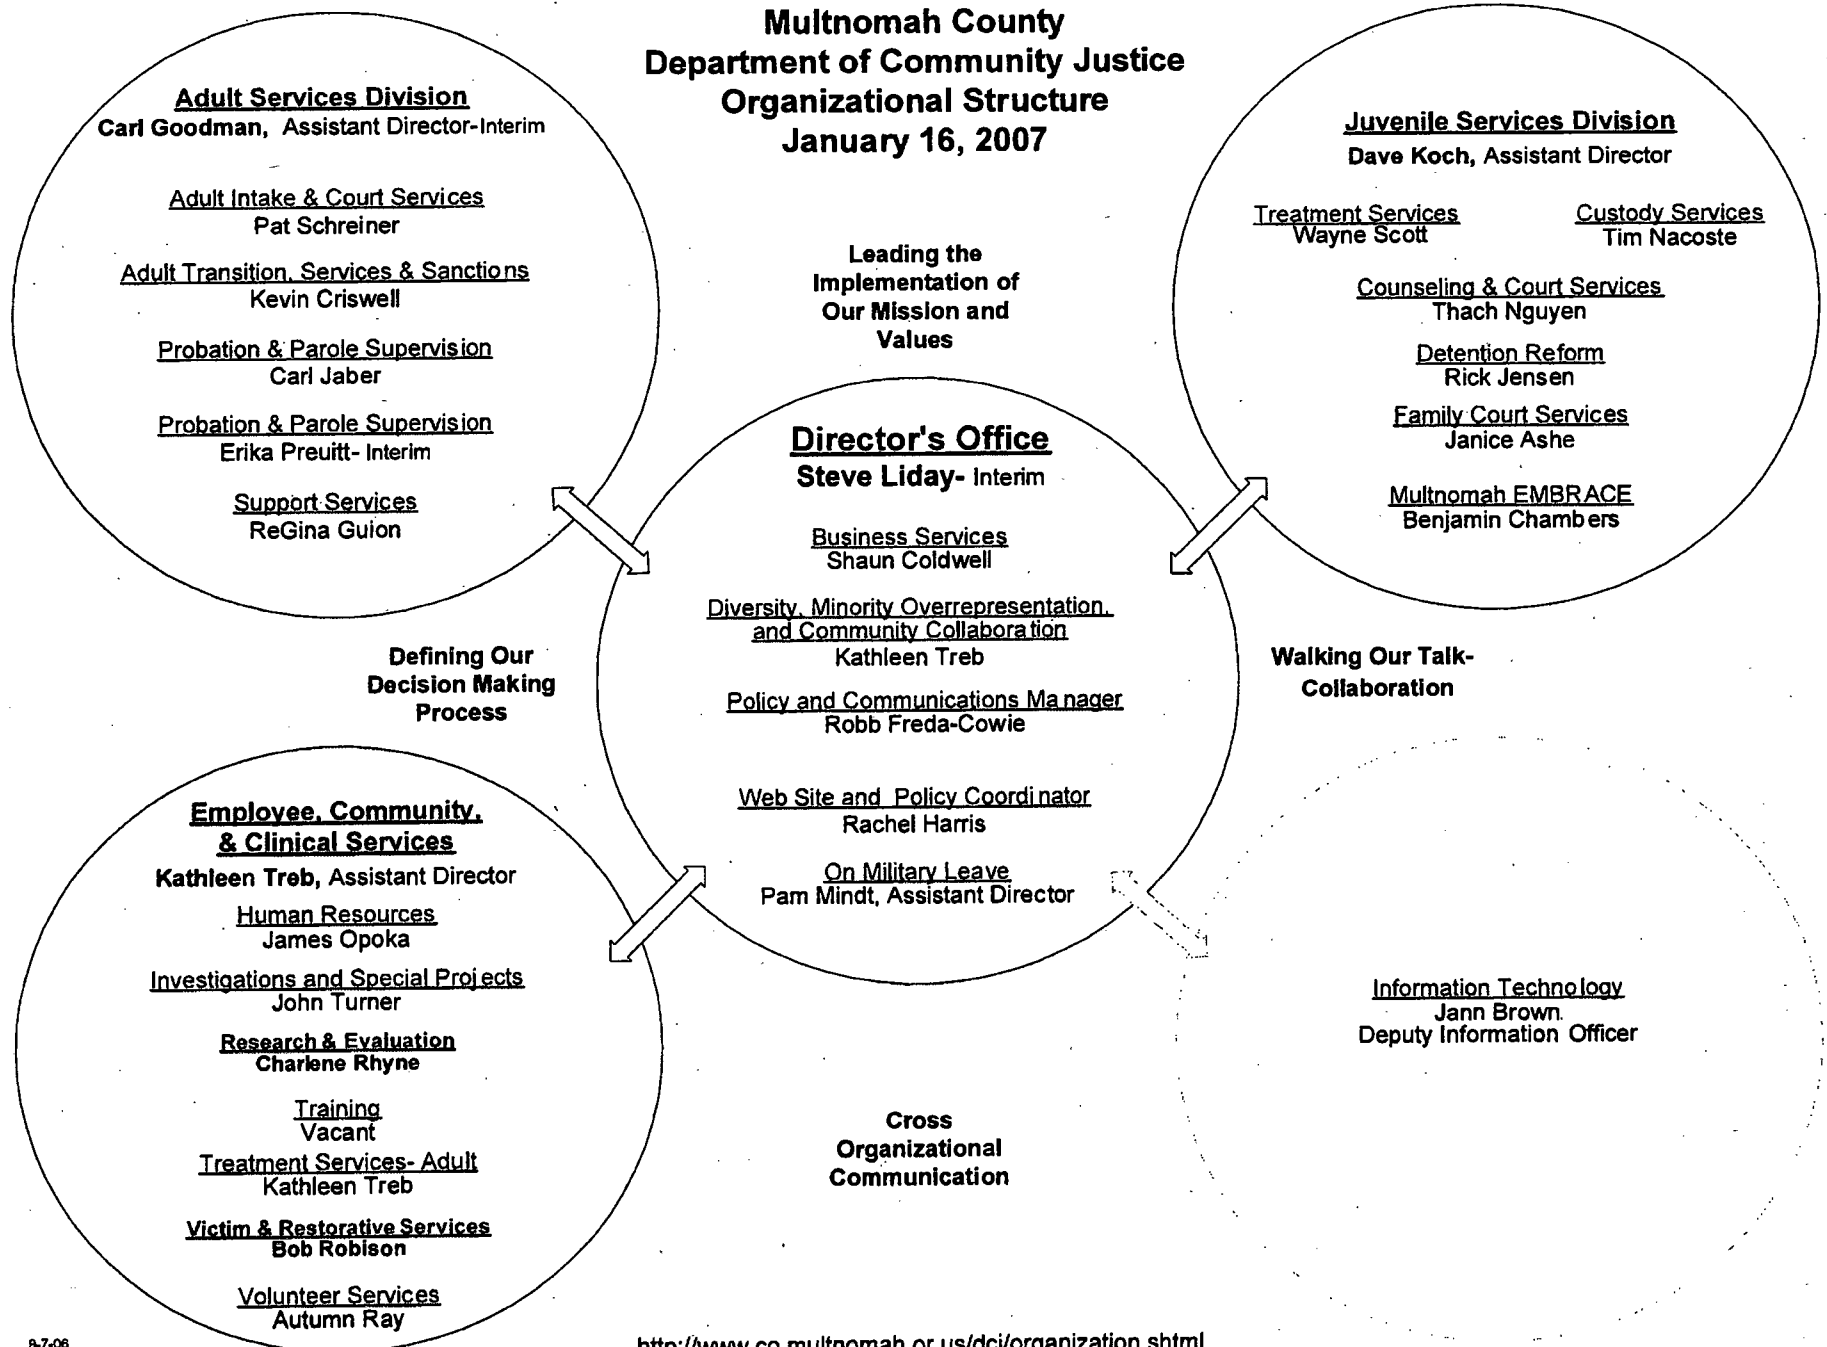 Multnomah County
Department of Community Justice
Organizational Structure
January 16, 2007
Adult Services Division
Carl Goodman, Assistant Director-Interim
Adult Intake & Court Services
Pat Schreiner
Adult Transition, Services & Sanctions
Kevin Criswell
Probation & Parole Supervision
Carl Jaber
Probation & Parole Supervision
Erika Preuitt- Interim
Support Services
ReGina Guion
Leading the
Implementation of
Our Mission and
Values
Juvenile Services Division
Dave Koch, Assistant Director
Treatment Services
Wayne Scott
Custody Services
Tim Nacoste
Counseling & Court Services
Thach Nguyen
Detention Reform
Rick Jensen
Family Court Services
Janice Ashe
Multnomah EMBRACE
Benjamin Chambers
Director's Office
Steve Liday- Interim
Business Services
Shaun Coldwell
Diversity, Minority Overrepresentation,
and Community Collaboration
Kathleen Treb
Policy and Communications Manager
Robb Freda-Cowie
Web Site and Policy Coordinator
Rachel Harris
On Military Leave
Pam Mindt, Assistant Director
Defining Our
Decision Making
Process
Walking Our Talk-
Collaboration
Employee, Community,
& Clinical Services
Kathleen Treb, Assistant Director
Human Resources
James Opoka
Investigations and Special Projects
John Turner
Research & Evaluation
Charlene Rhyne
Training
Vacant
Treatment Services- Adult
Kathleen Treb
Victim & Restorative Services
Bob Robison
Volunteer Services
Autumn Ray
Cross
Organizational
Communication
Information Technology
Jann Brown
Deputy Information Officer
http://www.co.multnomah.or.us/dcj/organization.shtml